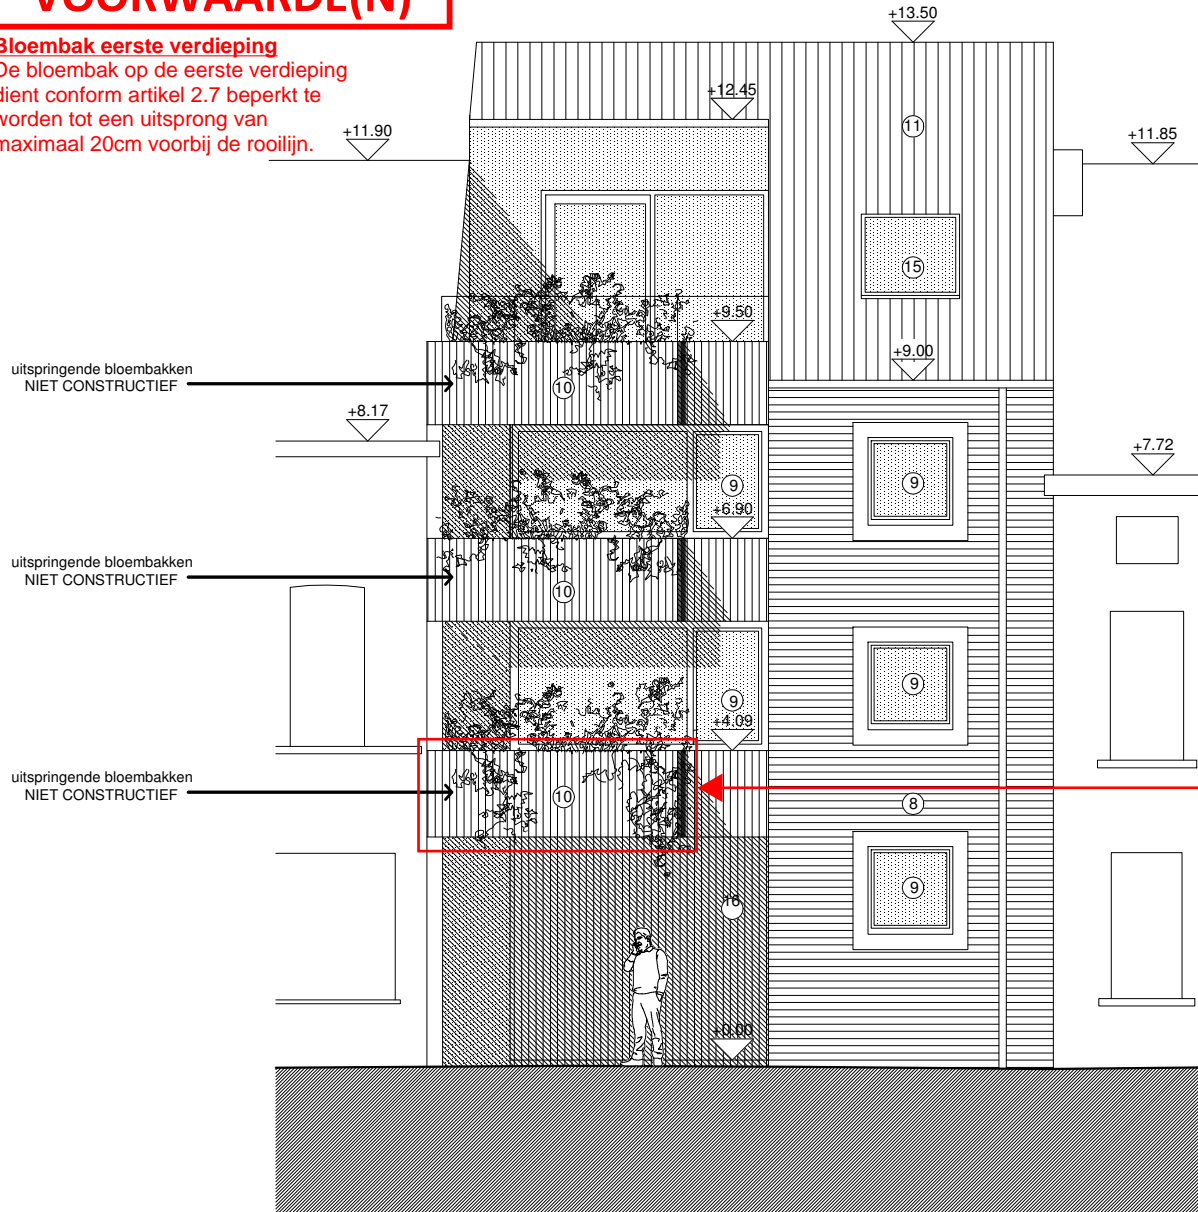 VOORWAARDE(N)
Bloembak eerste verdieping
De bloembak op de eerste verdieping
dient conform artikel 2.7 beperkt te
worden tot een uitsprong van
maximaal 20cm voorbij de rooilijn.
+13.50
+12.45
+11.90
11
+11.85
15
+9.50
+9.00
uitspringende bloembakken
NIET CONSTRUCTIEF
10
+8.17
+7.72
9
9
+6.90
uitspringende bloembakken
NIET CONSTRUCTIEF
10
9
9
+4.09
uitspringende bloembakken
NIET CONSTRUCTIEF
10
8
9
16
+0.00